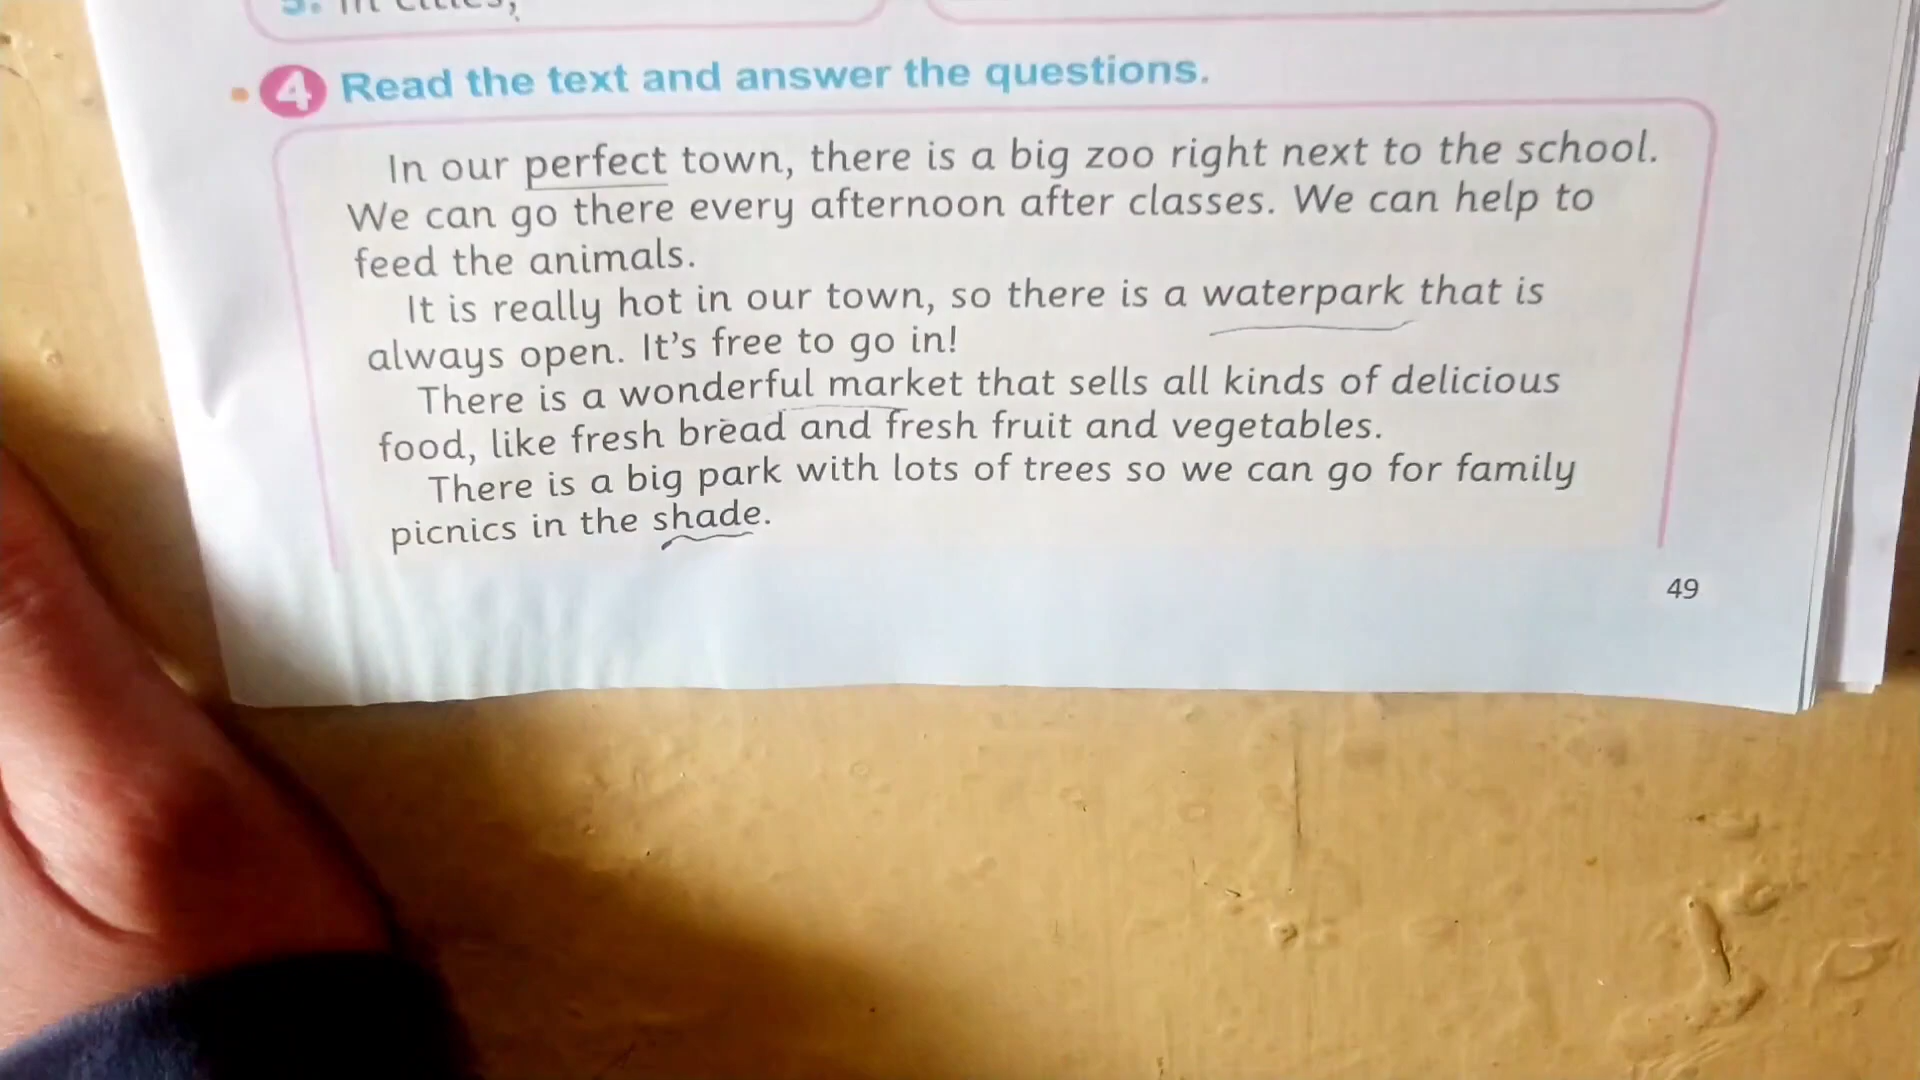 3. In cities,
4 Read the text and answer the questions.
In our perfect town, there is a big zoo right next to the school.
We can go there every afternoon after classes. We can help to
feed the animals.
It is really hot in our town, so there is a waterpark that is
always open. It's free to go in!
There is a wonderful market that sells all kinds of delicious
food, like fresh bread and fresh fruit and vegetables.
There is a big park with lots of trees so we can go for family
picnics in the shade.
49